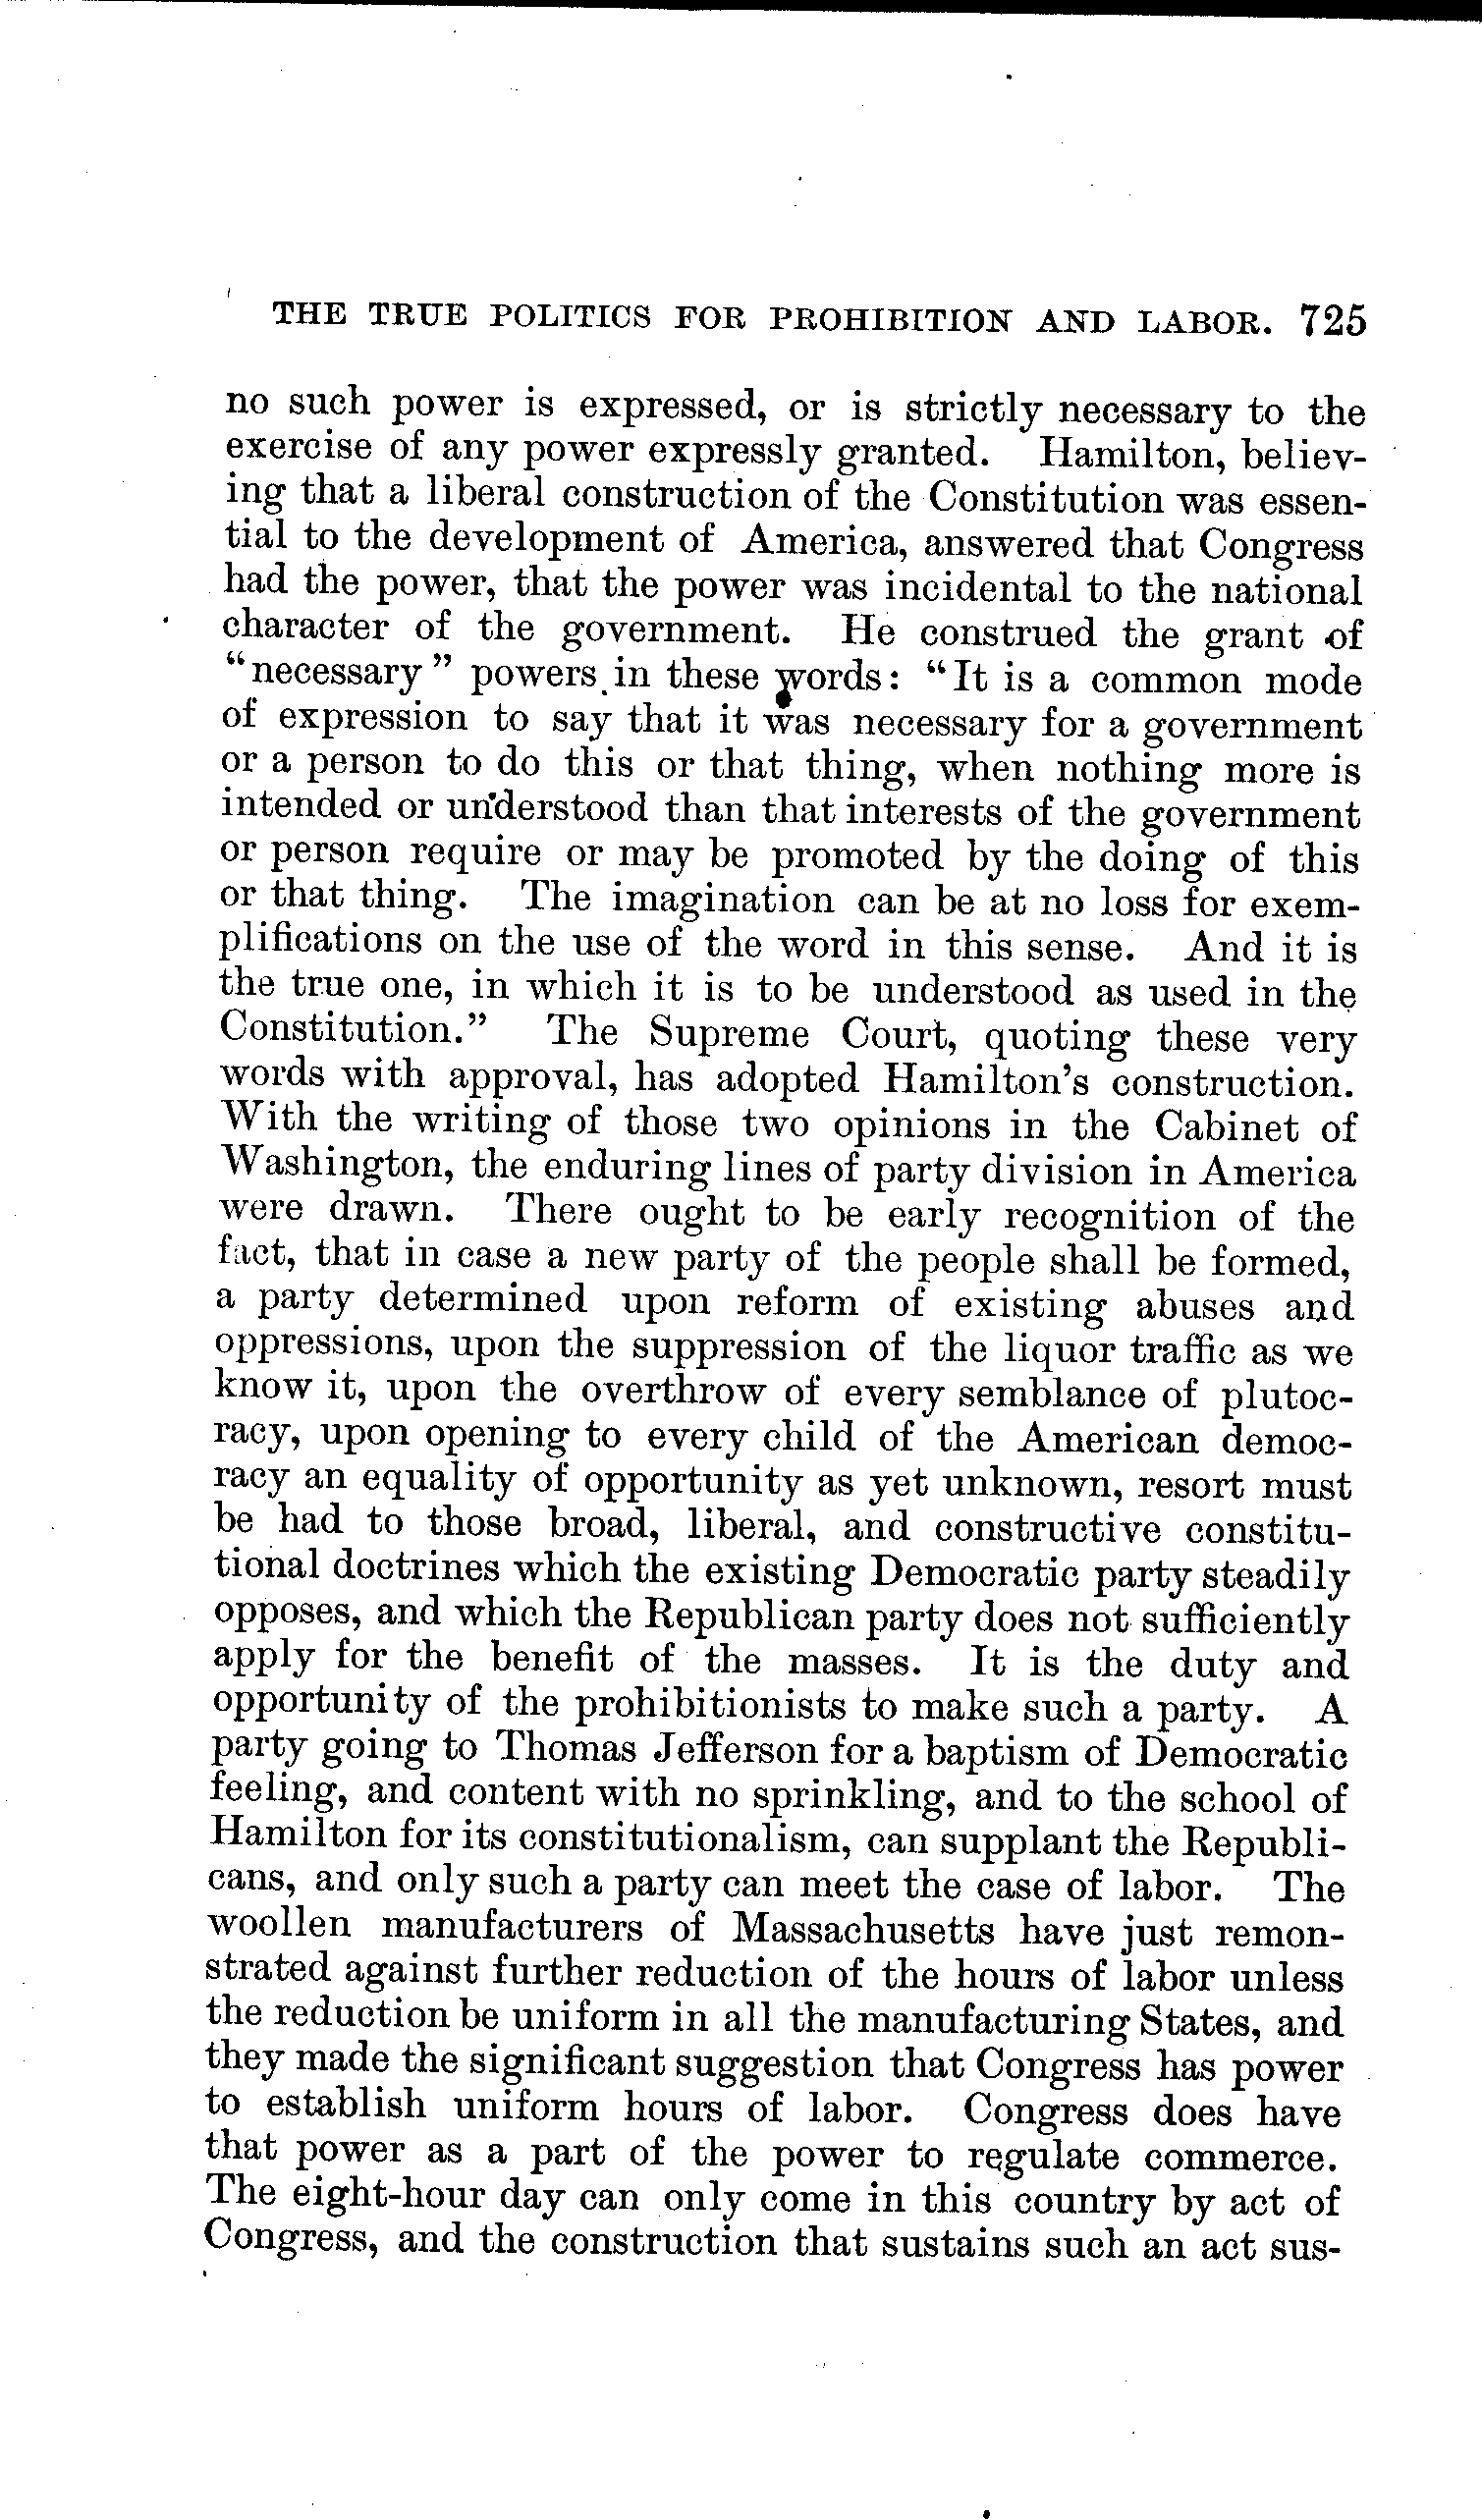 THE TRUE POLITICS FOR PROHIBITION AND LABOR. 725
no such power is expressed, or is strictly necessary to the
exercise of any power expressly granted. Hamilton, believ-
ing that a liberal construction of the Constitution was essen-
tial to the development of America, answered that Congress
had the power, that the power was incidental to the national
character of the government. He construed the grant of
“necessary” powers in these words: “It is a common mode
of expression to say that it was necessary for a government
or a person to do this or that thing, when nothing more is
intended or understood than that interests of the government
or person require or may be promoted by the doing of this
or that thing. The imagination can be at no loss for exem-
plifications on the use of the word in this sense. And it is
the true one, in which it is to be understood as used in the
Constitution.” The Supreme Court, quoting these very
words with approval, has adopted Hamilton’s construction.
With the writing of those two opinions in the Cabinet of
Washington, the enduring lines of party division in America
were drawn. There ought to be early recognition of the
fact, that in case a new party of the people shall be formed,
a party determined upon reform of existing abuses and
oppressions, upon the suppression of the liquor traffic as we
know it, upon the overthrow of every semblance of plutoc-
racy, upon opening to every child of the American democ-
racy an equality of opportunity as yet unknown, resort must
be had to those broad, liberal, and constructive constitu-
tional doctrines which the existing Democratic party steadily
opposes, and which the Republican party does not sufficiently
apply for the benefit of the masses. It is the duty and
opportunity of the prohibitionists to make such a party. A
party going to Thomas Jefferson for a baptism of Democratic
feeling, and content with no sprinkling, and to the school of
Hamilton for its constitutionalism, can supplant the Republi-
cans, and only such a party can meet the case of labor. The
woollen manufacturers of Massachusetts have just remon-
strated against further reduction of the hours of labor unless
the reduction be uniform in all the manufacturing States, and
they made the significant suggestion that Congress has power
to establish uniform hours of labor. Congress does have
that power as a part of the power to regulate commerce.
The eight-hour day can only come in this country by act of
Congress, and the construction that sustains such an act sus-